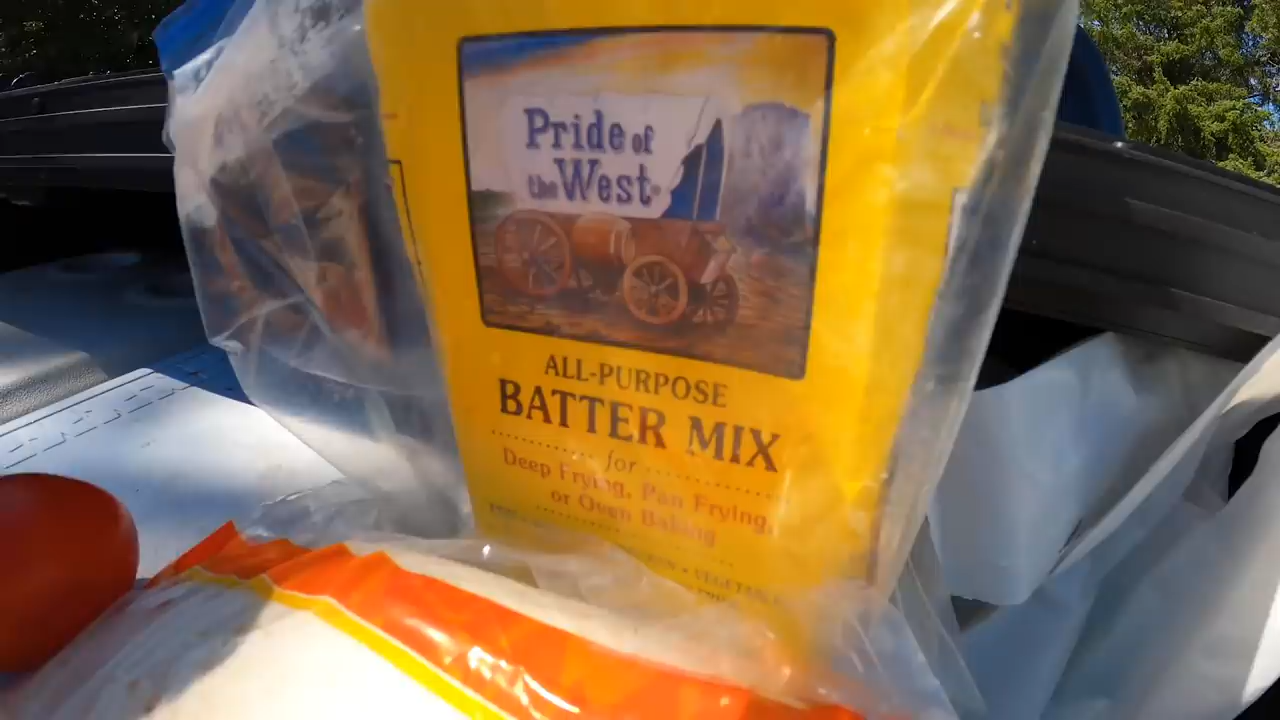 Pride of
the West
ALL-PURPOSE
BATTER MIX
for
Deep Frying, Pan Frying,
or Oven Baking